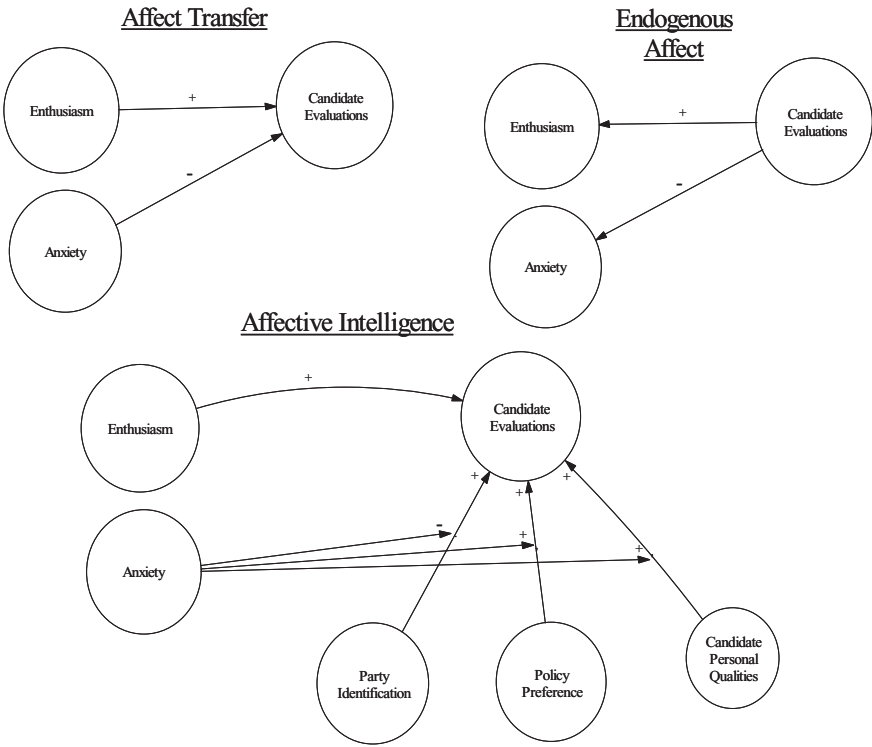 Affect Transfer
Enthusiasm
+
Candidate
Evaluations
-
Anxiety
Endogenous
Affect
Enthusiasm
+
Candidate
Evaluations
-
Anxiety
Affective Intelligence
Enthusiasm
+
Candidate
Evaluations
+
+
+
Anxiety
-
+
+
Party
Identification
Policy
Preference
Candidate
Personal
Qualities